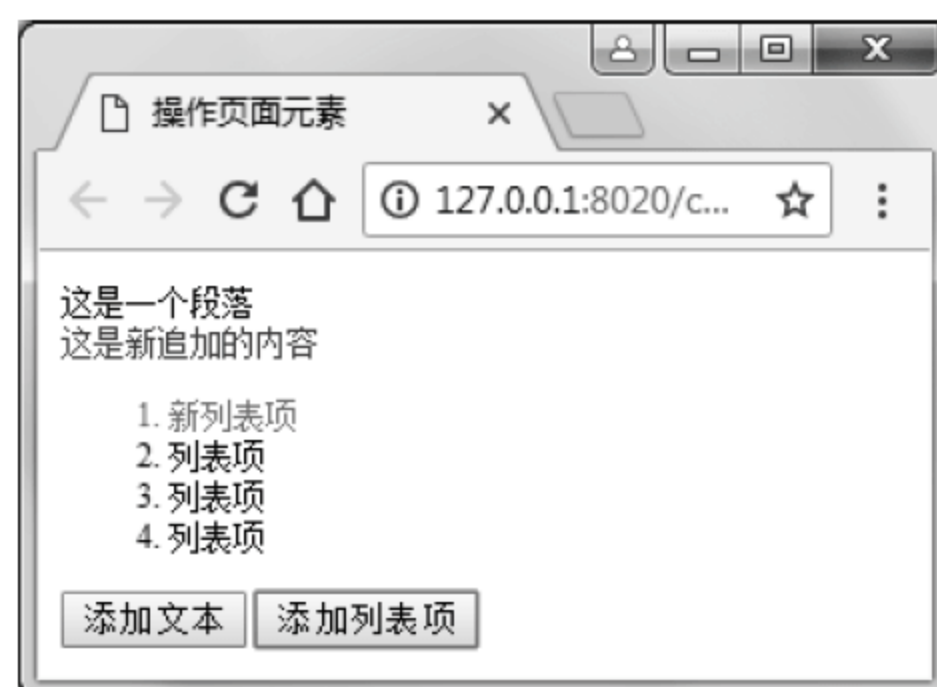 操作页面元素
127.0.0.1:8020/c...
这是一个段落
这是新追加的内容
1. 新列表项
2. 列表项
3. 列表项
4. 列表项
添加文本 添加列表项